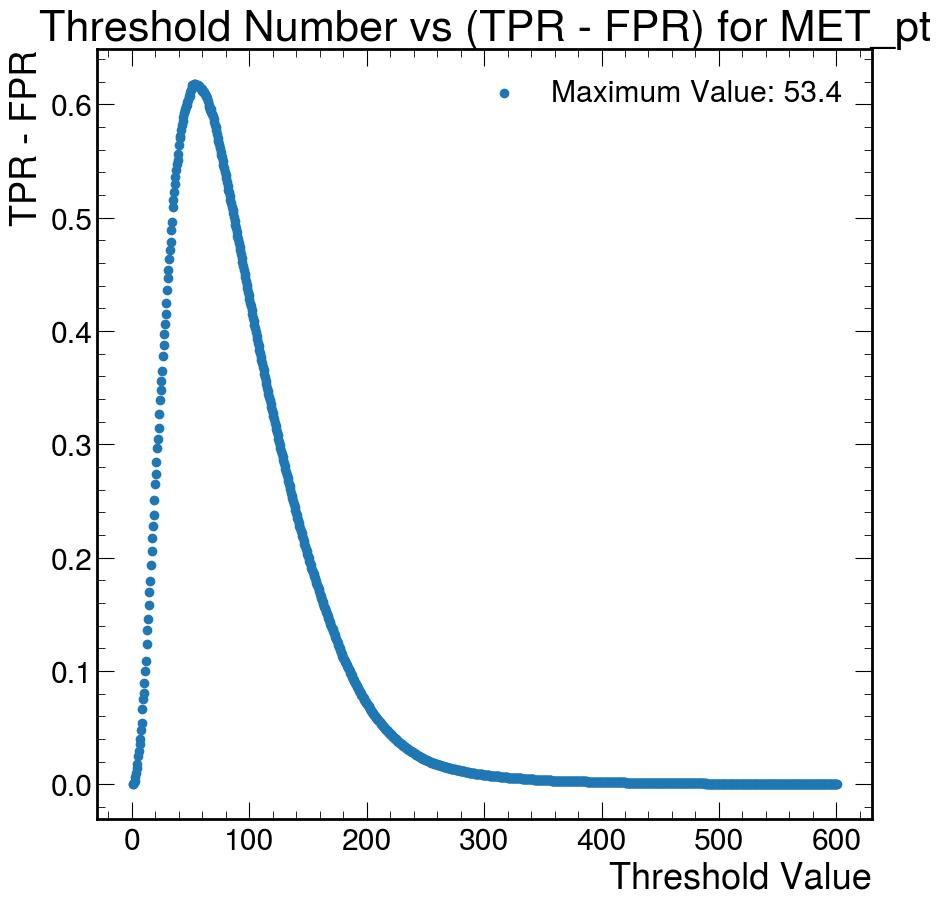 Threshold Number vs (TPR - FPR) for MET_pt
Maximum Value: 53.4
TPR - FPR
0.6
0.5
0.4
0.3
0.2
0.1
0.0
0 100 200 300 400 500 600
Threshold Value